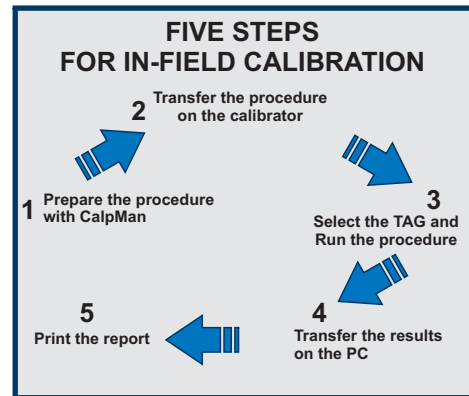 FIVE STEPS
FOR IN-FIELD CALIBRATION
1
Prepare the procedure
with CalpMan
2
Transfer the procedure
on the calibrator
3
Select the TAG and
Run the procedure
4
Transfer the results
on the PC
5
Print the report